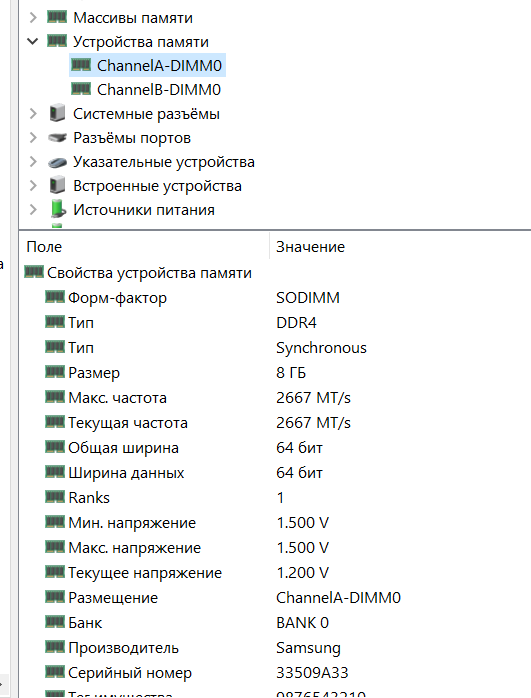 Массивы памяти
Устройства памяти
ChannelA-DIMM0
ChannelB-DIMM0
Системные разъёмы
Разъёмы портов
Указательные устройства
Встроенные устройства
Источники питания
Поле Значение
Свойства устройства памяти
Форм-фактор SODIMM
Тип DDR4
Тип Synchronous
Размер 8 ГБ
Макс. частота 2667 MT/s
Текущая частота 2667 MT/s
Общая ширина 64 бит
Ширина данных 64 бит
Ranks 1
Мин. напряжение 1.500 V
Макс. напряжение 1.500 V
Текущее напряжение 1.200 V
Размещение ChannelA-DIMM0
Банк BANK 0
Производитель Samsung
Серийный номер 33509A33
Тег имущества 9876543210